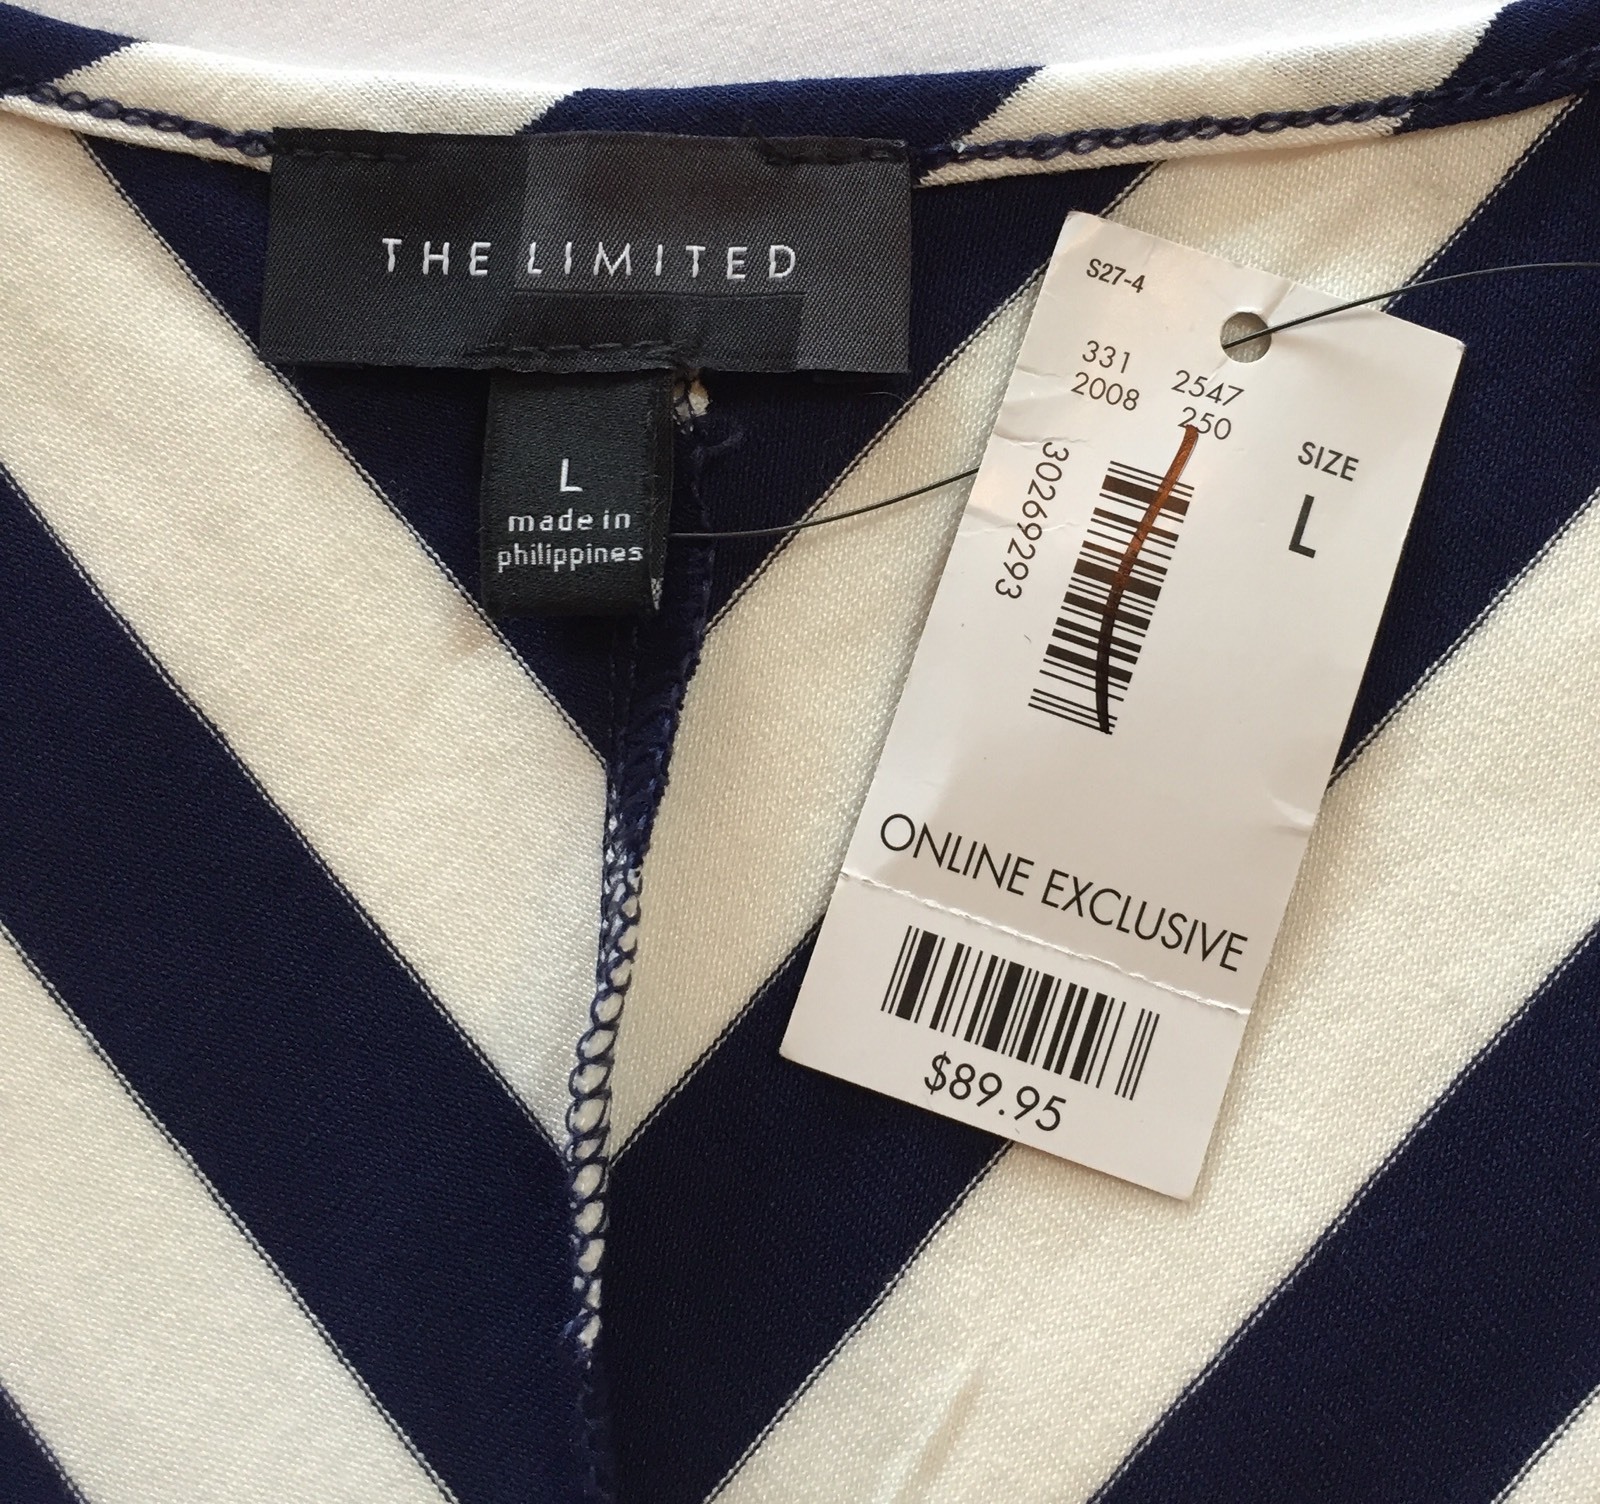 THE LIMITED
L
made in
philippines
S27-4
331 2547
2008 250
30269293
SIZE
L
ONLINE EXCLUSIVE
$89.95